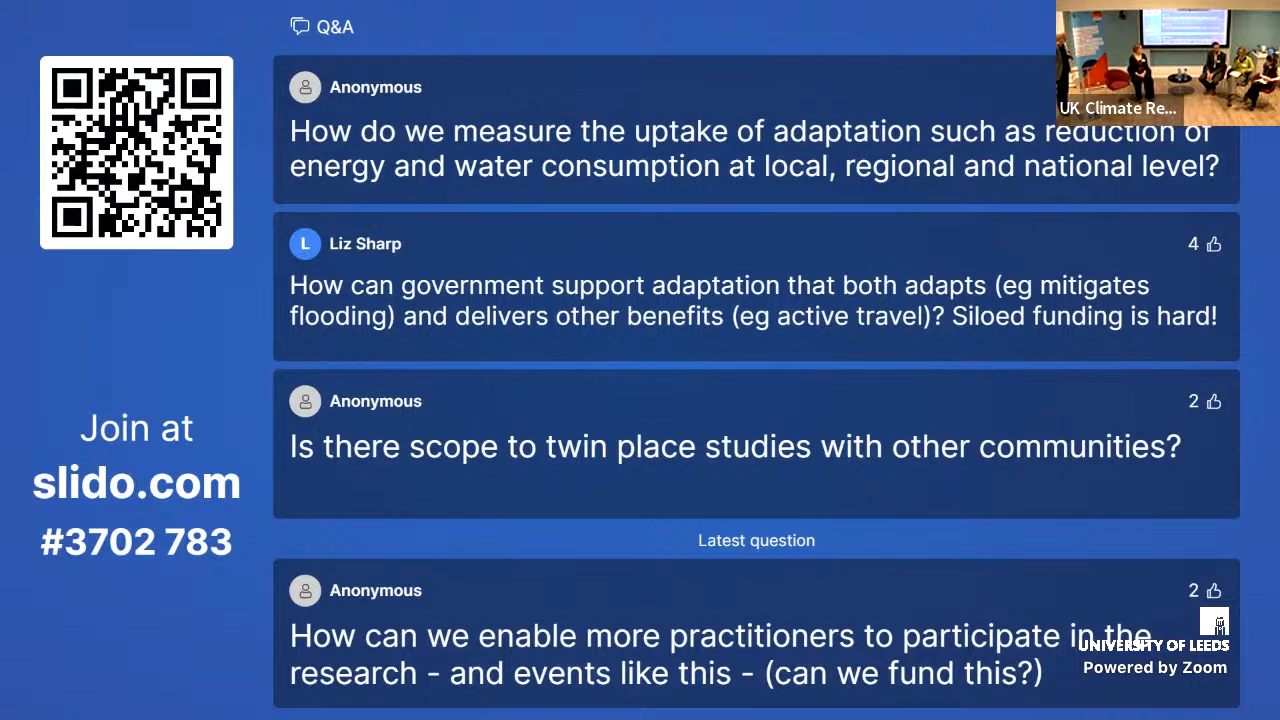 Q&A
Anonymous
How do we measure the uptake of adaptation such as reduction of
energy and water consumption at local, regional and national level?
UK Climate Re...
L
Liz Sharp
4
How can government support adaptation that both adapts (eg mitigates
flooding) and delivers other benefits (eg active travel)? Siloed funding is hard!
Anonymous
2
Is there scope to twin place studies with other communities?
Join at
slido.com
#3702 783
Latest question
Anonymous
2
How can we enable more practitioners to participate in the
research - and events like this - (can we fund this?)
UNIVERSITY OF LEEDS
Powered by Zoom